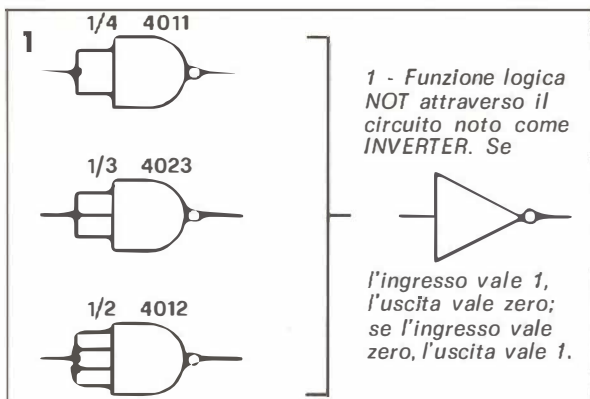 1
1/4 4011
1/3 4023
1/2 4012
1 - Funzione logica
NOT attraverso il
circuito noto come
INVERTER. Se
l'ingresso vale 1,
l'uscita vale zero;
se l'ingresso vale
zero, l'uscita vale 1.